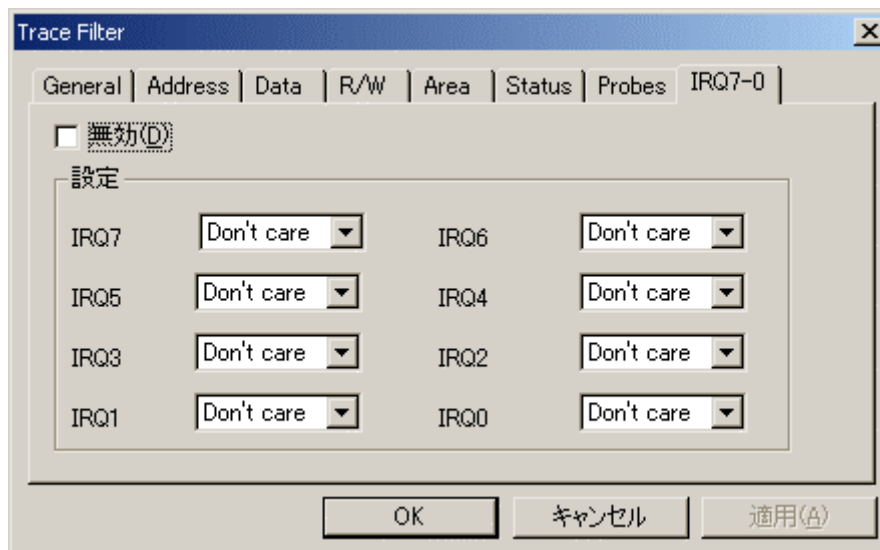 Trace Filter
General Address Data R/W Area Status Probes IRQ7-0
無効(D)
設定
IRQ7 Don't care IRQ6 Don't care
IRQ5 Don't care IRQ4 Don't care
IRQ3 Don't care IRQ2 Don't care
IRQ1 Don't care IRQ0 Don't care
OK キャンセル 適用(A)